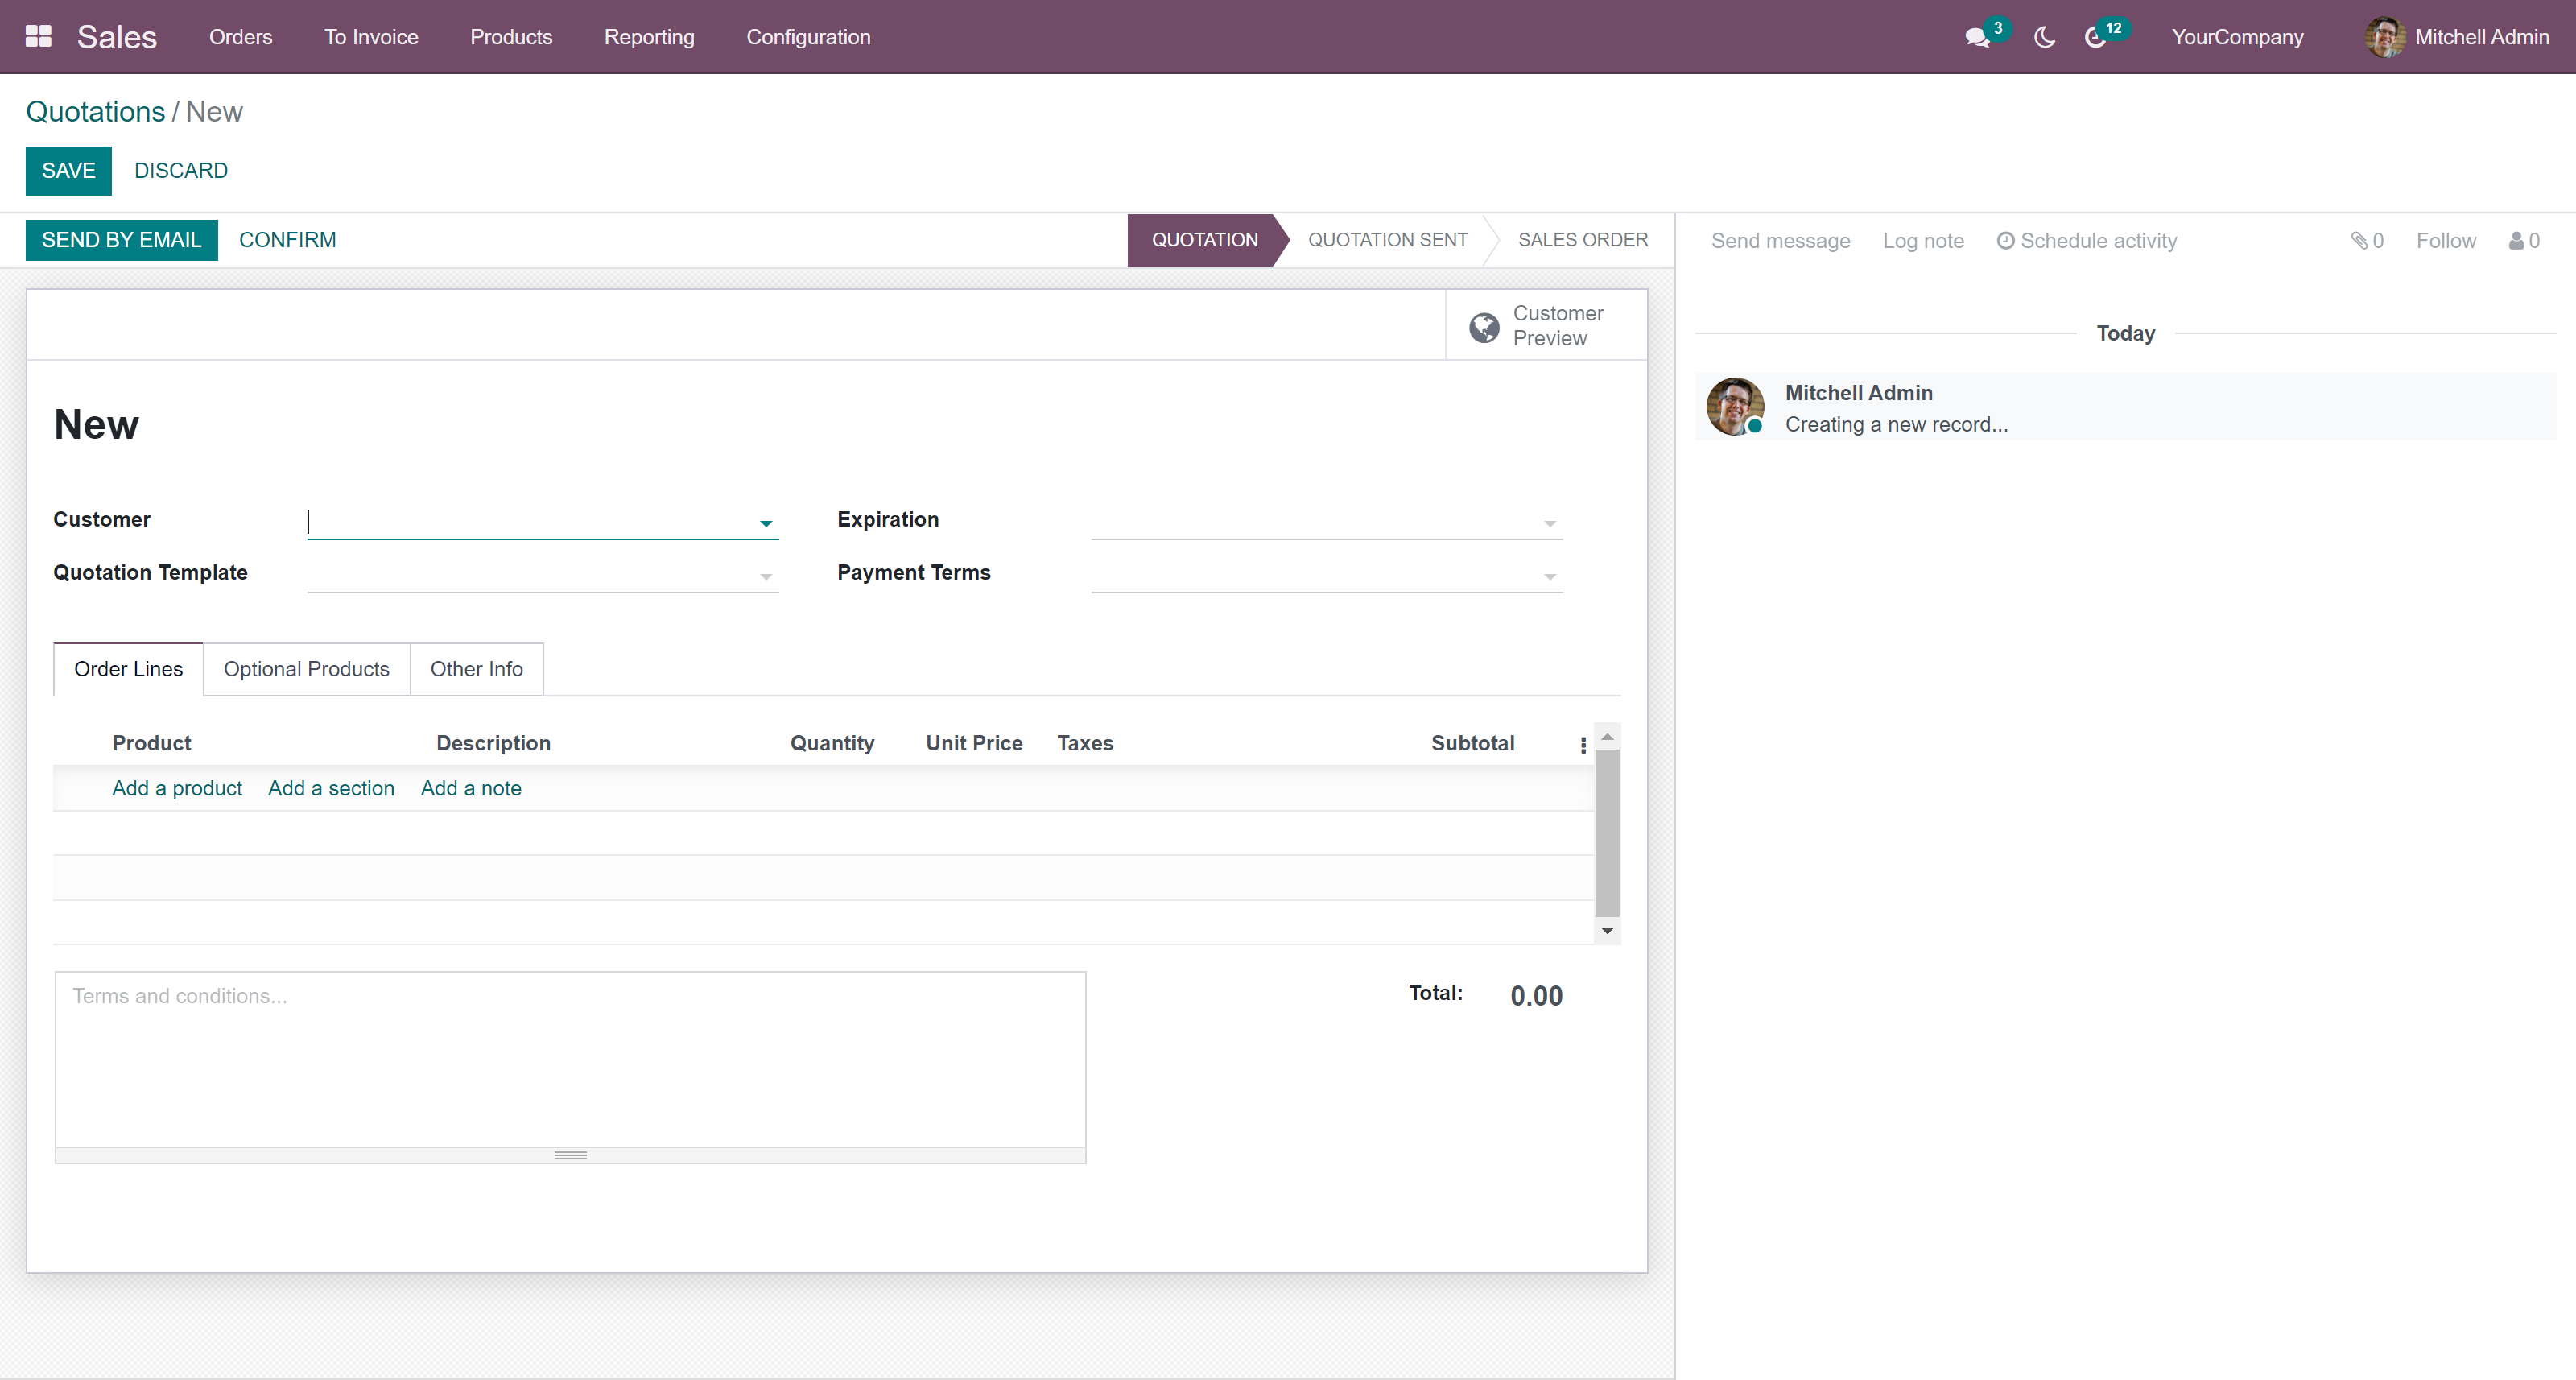 Sales Orders To Invoice Products Reporting Configuration 3 12 YourCompany Mitchell Admin
Quotations / New
SAVE DISCARD
SEND BY EMAIL CONFIRM QUOTATION QUOTATION SENT SALES ORDER Send message Log note Schedule activity 0 Follow 0
Customer
Preview
Today
New
Mitchell Admin
Creating a new record...
Customer Expiration
Quotation Template Payment Terms
Order Lines Optional Products Other Info
Product Description Quantity Unit Price Taxes Subtotal
Add a product Add a section Add a note
Terms and conditions... Total: 0.00